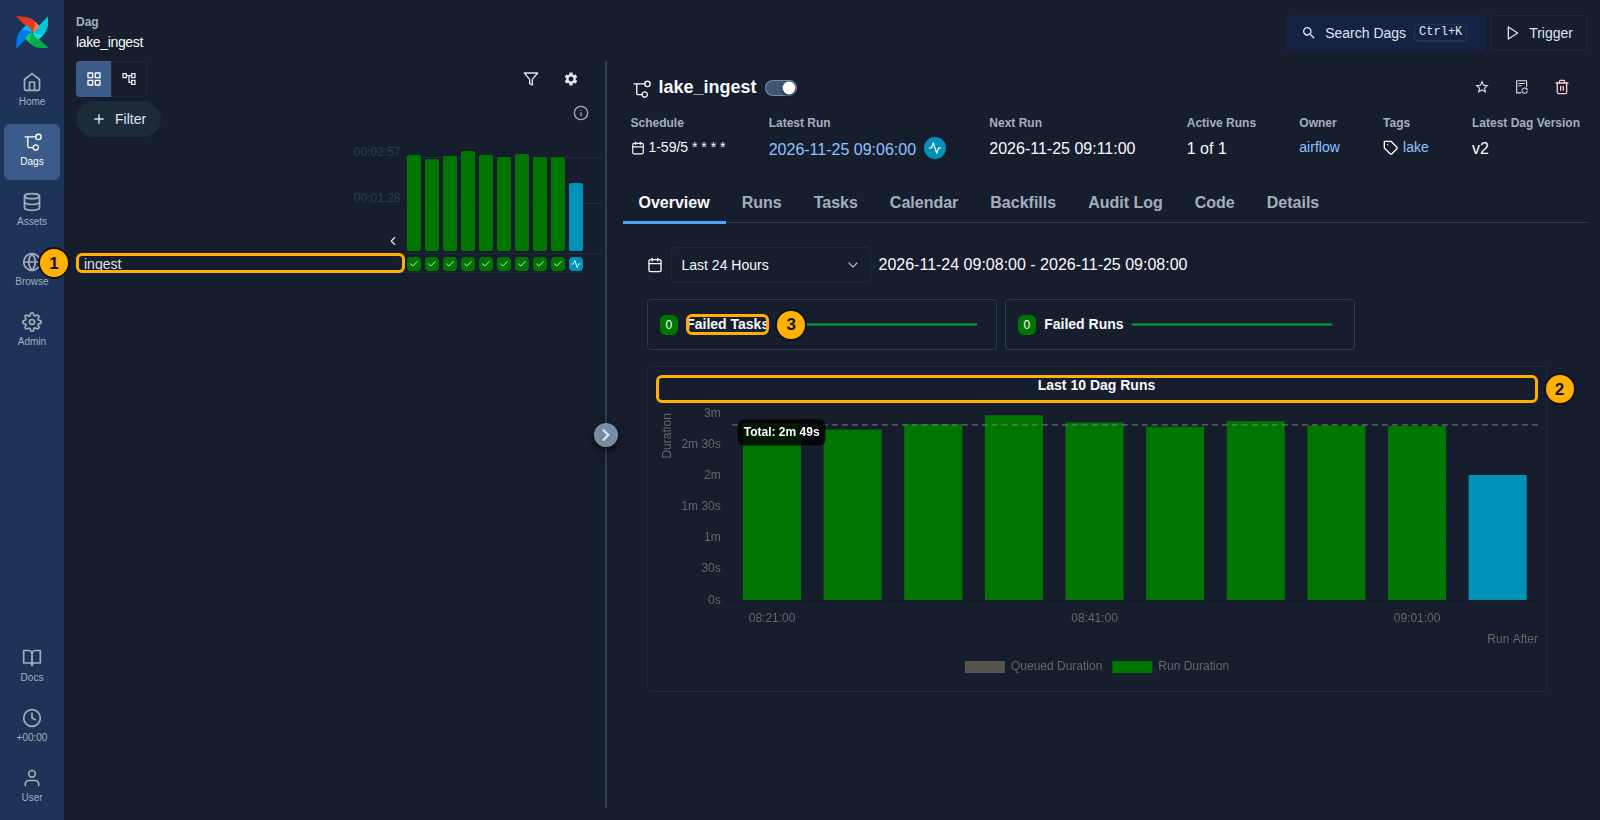 Dag
lake_ingest
Search Dags Ctrl+K
Trigger
Home
Dags
Assets
Browse
Admin
Docs
+00:00
User
Filter
00:02:57
00:01:28
1
ingest
lake_ingest
Schedule
1-59/5 * * * *
Latest Run
2026-11-25 09:06:00
Next Run
2026-11-25 09:11:00
Active Runs
1 of 1
Owner
airflow
Tags
lake
Latest Dag Version
v2
Overview Runs Tasks Calendar Backfills Audit Log Code Details
Last 24 Hours
2026-11-24 09:08:00 - 2026-11-25 09:08:00
0 Failed Tasks 3
0 Failed Runs
Last 10 Dag Runs
2
Duration
3m
2m 30s
2m
1m 30s
1m
30s
0s
Total: 2m 49s
08:21:00 08:41:00 09:01:00
Run After
Queued Duration Run Duration